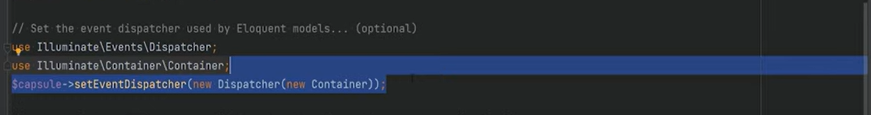 // Set the event dispatcher used by Eloquent models... (optional)
use Illuminate\Events\Dispatcher;
use Illuminate\Container\Container;
$capsule->setEventDispatcher(new Dispatcher(new Container));